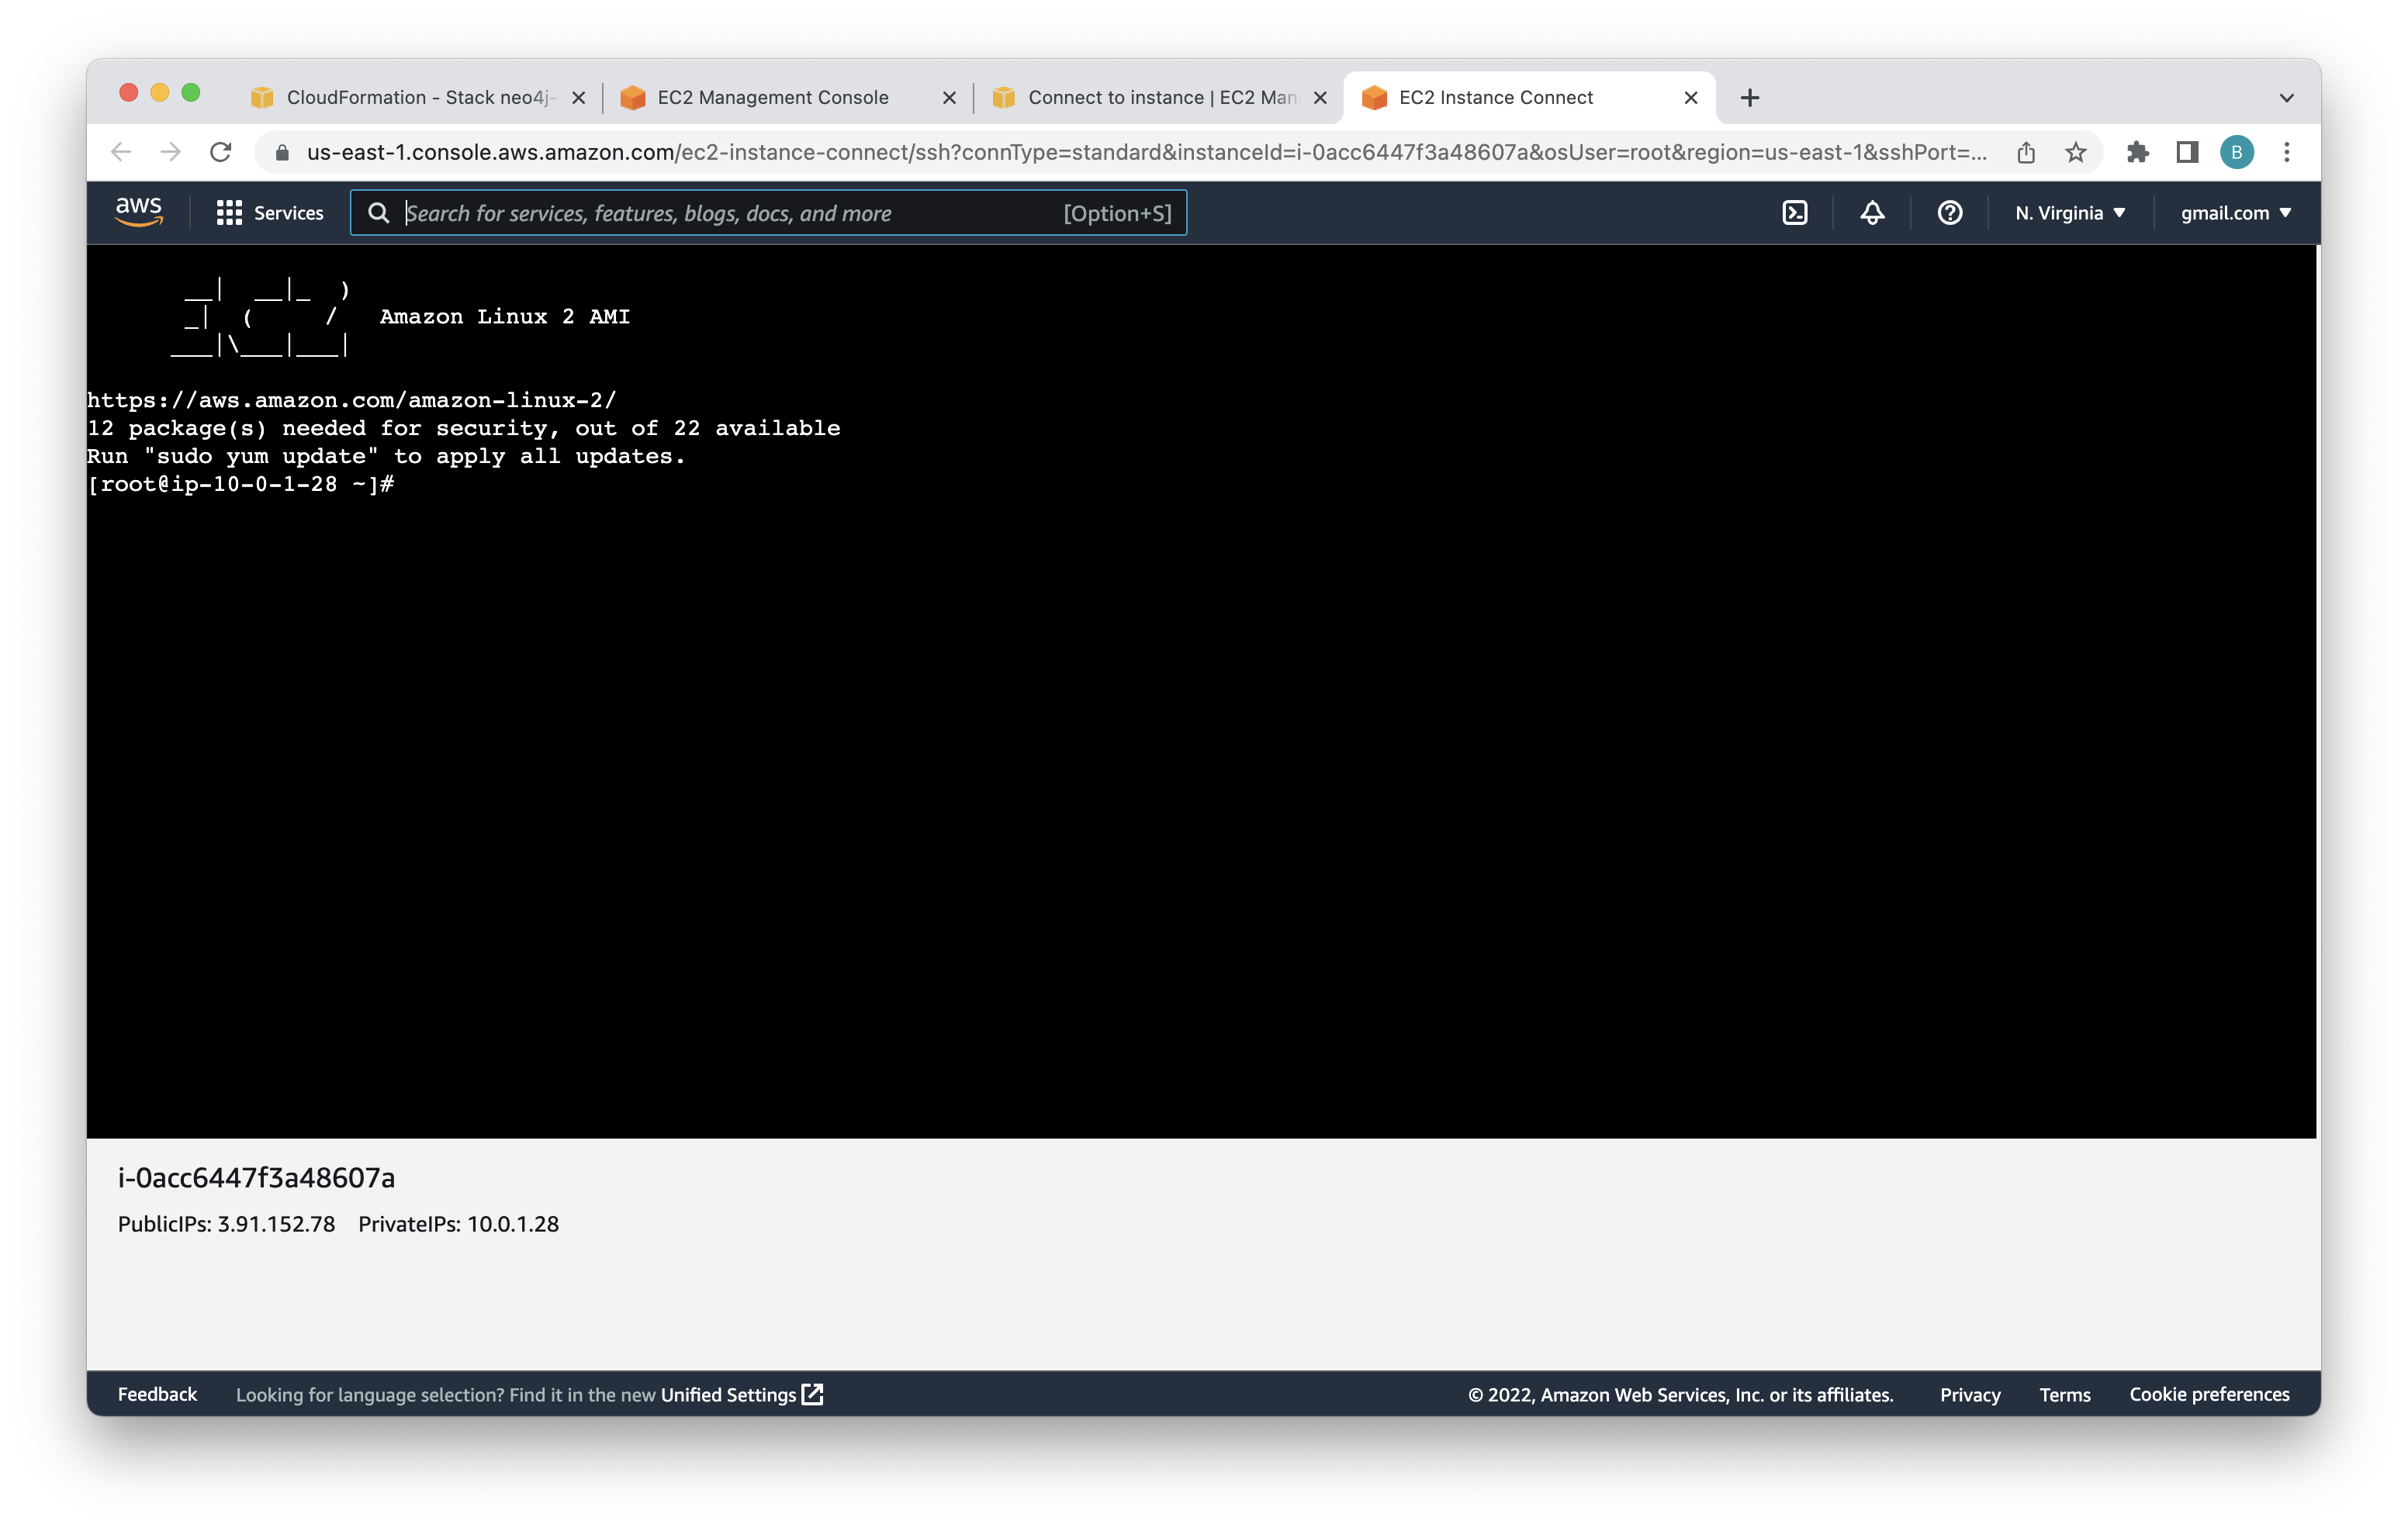 CloudFormation - Stack neo4j-
EC2 Management Console
Connect to instance | EC2 Man
EC2 Instance Connect
us-east-1.console.aws.amazon.com/ec2-instance-connect/ssh?connType=standard&instanceId=i-0acc6447f3a48607a&osUser=root&region=us-east-1&sshPort=...
B
aws
Services
Search for services, features, blogs, docs, and more
[Option+S]
N. Virginia
gmail.com
__|  __|_  )
_|  (     /   Amazon Linux 2 AMI
___|\___|___|
https://aws.amazon.com/amazon-linux-2/
12 package(s) needed for security, out of 22 available
Run "sudo yum update" to apply all updates.
[root@ip-10-0-1-28 ~]#
i-0acc6447f3a48607a
PublicIPs: 3.91.152.78 PrivateIPs: 10.0.1.28
Feedback
Looking for language selection? Find it in the new Unified Settings
© 2022, Amazon Web Services, Inc. or its affiliates.
Privacy
Terms
Cookie preferences